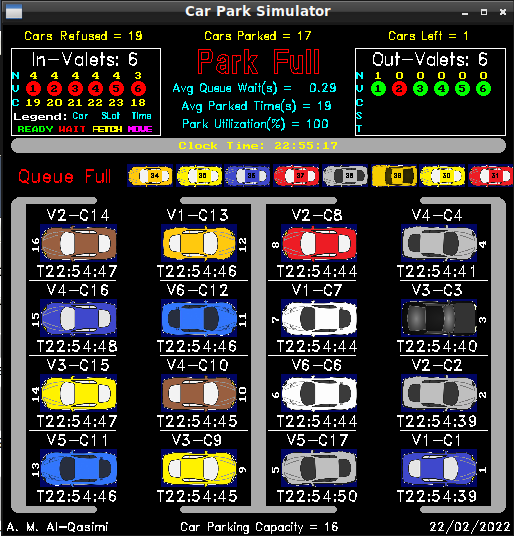 Car Park Simulator
Cars Refused = 19 Cars Parked = 17 Cars Left = 1
In-Valets: 6 Park Full Out-Valets: 6
N 4 4 4 4 4 3 N 1 0 0 0 0 0
V 1 2 3 4 5 6 Avg Queue Wait(s) = 0.29 V 1 2 3 4 5 6
C 19 20 21 22 23 18 Avg Parked Time(s) = 19 C
Legend: Car SLot Time S
READY WAIT FETCH MOVE Park Utilization(%) = 100 T
Clock Time: 22:55:17
Queue Full 34 35 36 37 38 39 30 31
V2-C14 V1-C13 V2-C8 V4-C4
16 12 8 4
T22:54:47 T22:54:46 T22:54:44 T22:54:41
V4-C16 V6-C12 V1-C7 V3-C3
15 11 7 3
T22:54:48 T22:54:46 T22:54:44 T22:54:40
V3-C15 V4-C10 V6-C6 V2-C2
14 10 6 2
T22:54:47 T22:54:45 T22:54:44 T22:54:39
V5-C11 V3-C9 V5-C17 V1-C1
13 9 5 1
T22:54:46 T22:54:45 T22:54:50 T22:54:39
A. M. Al-Qasimi Car Parking Capacity = 16 22/02/2022